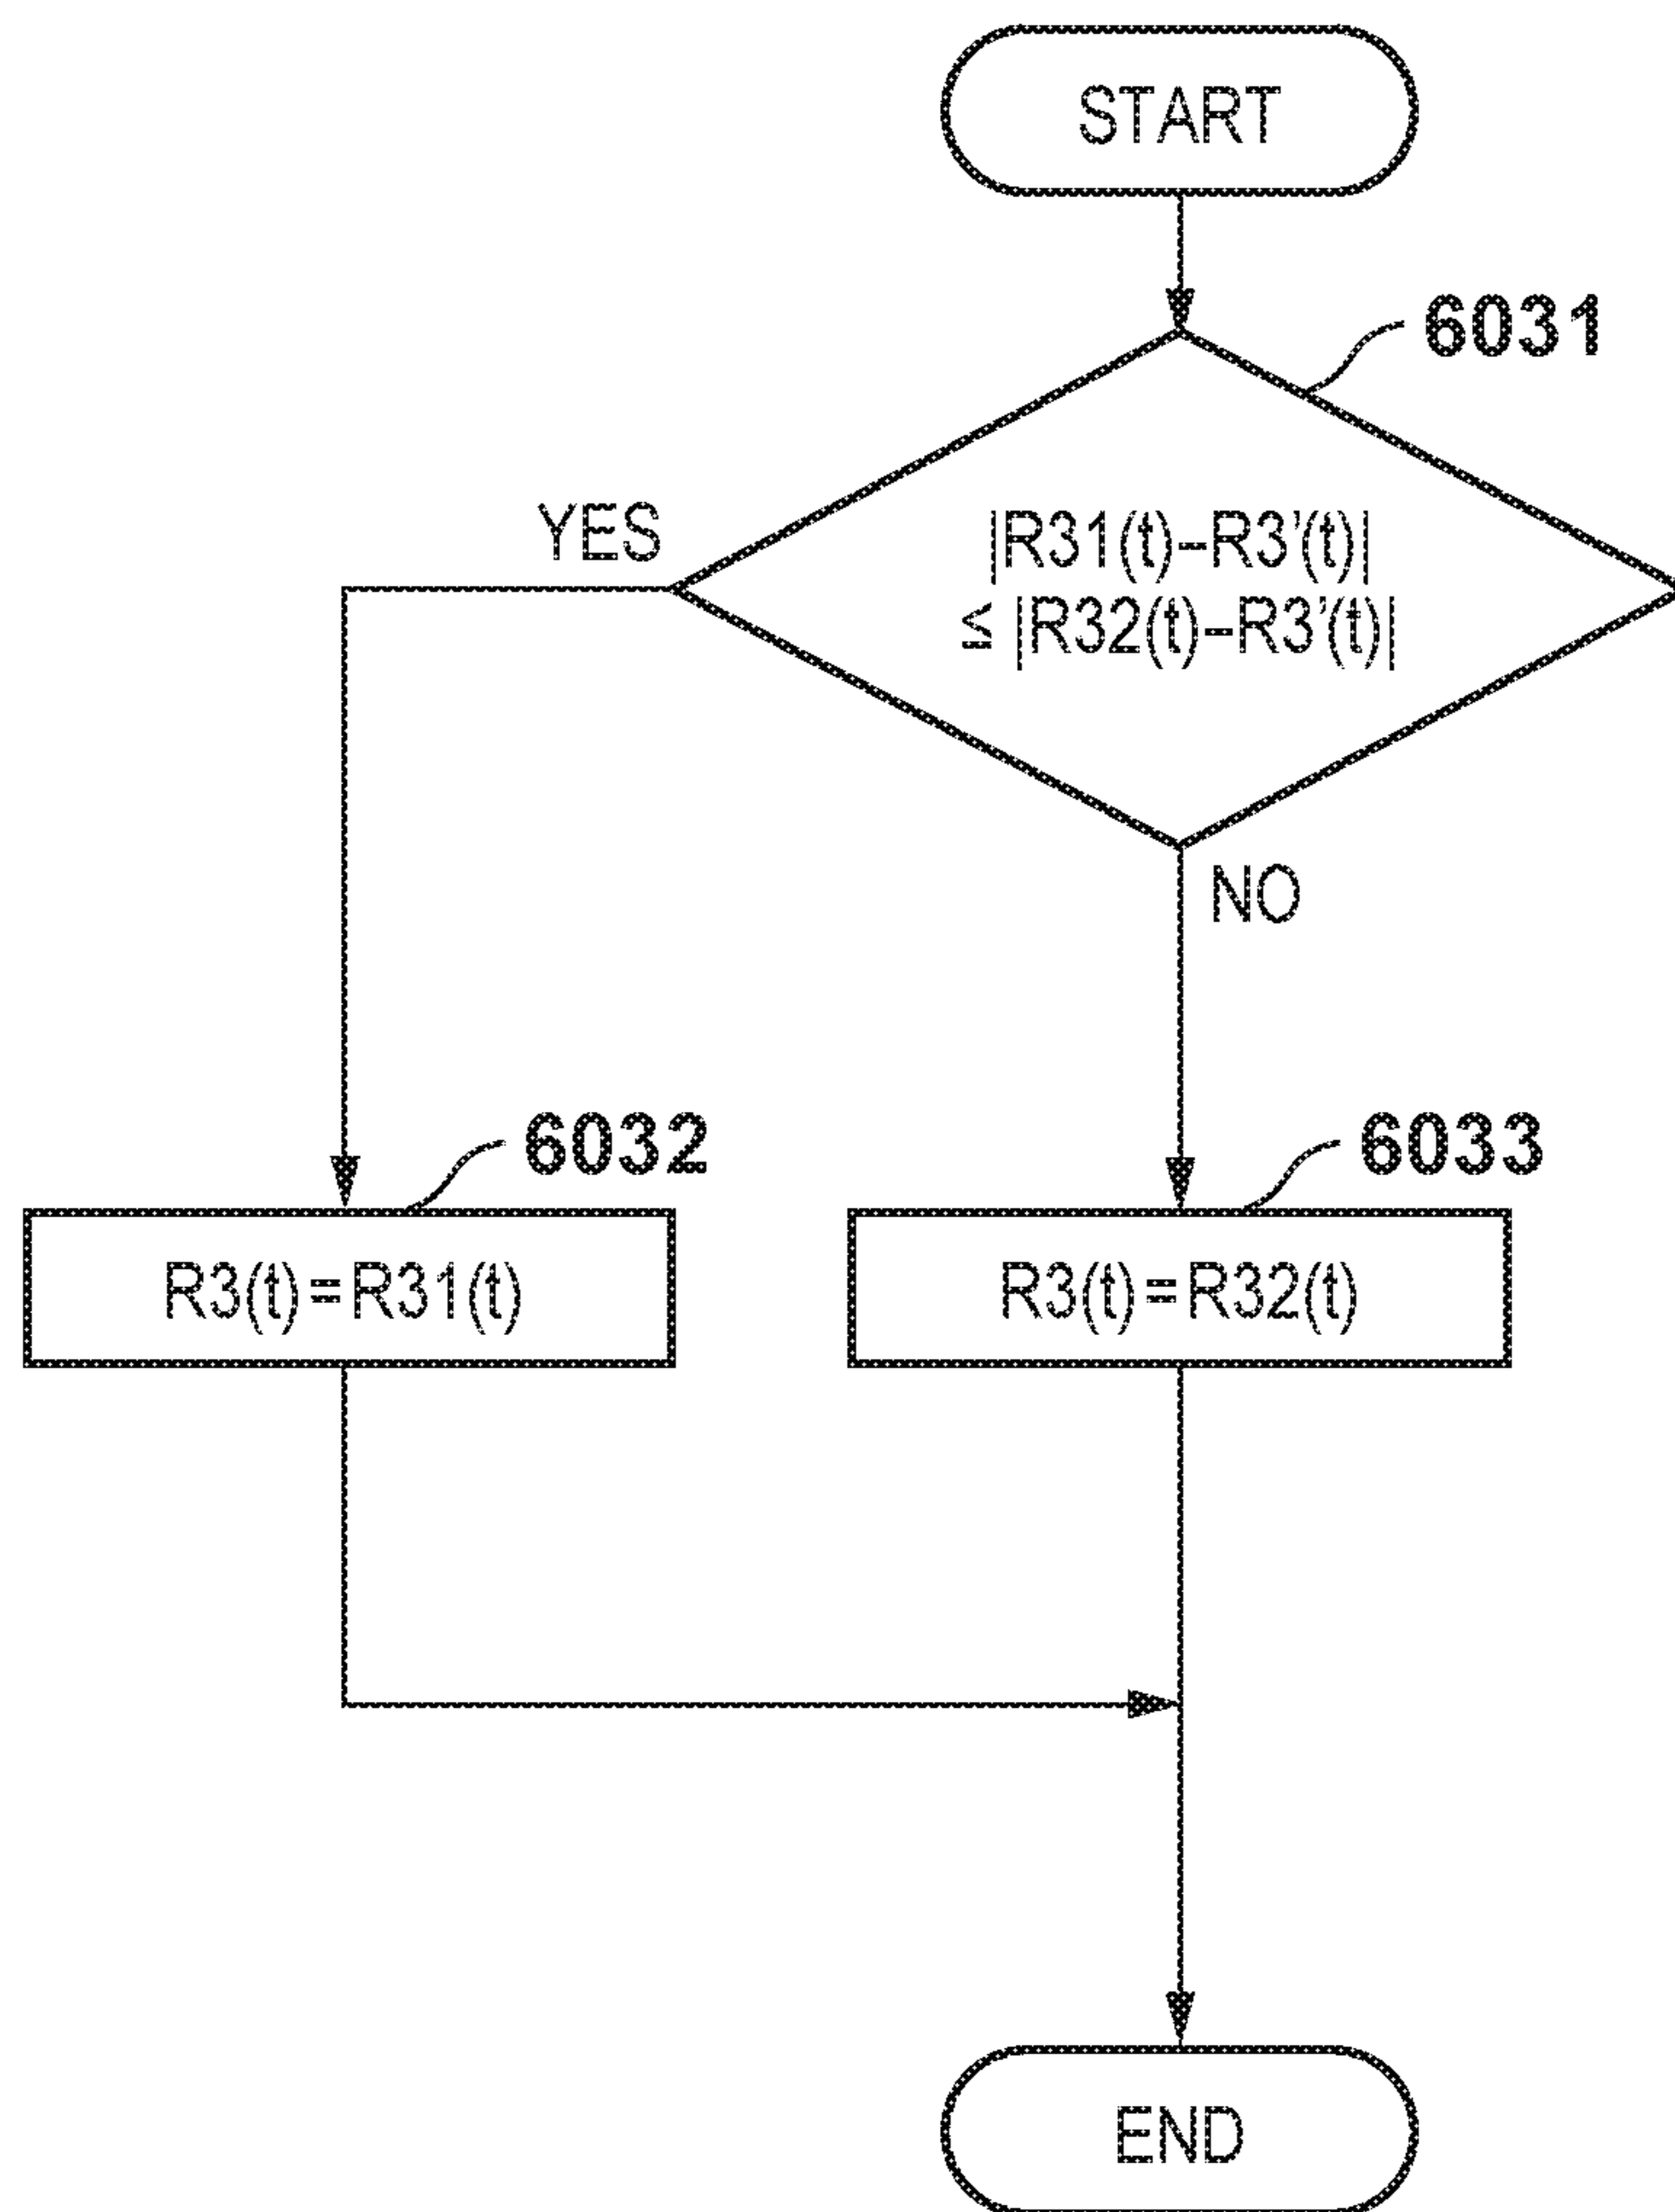 START
6031
YES
|R31(t)-R3'(t)|
≤ |R32(t)-R3'(t)|
NO
6032
6033
R3(t)=R31(t)
R3(t)=R32(t)
END